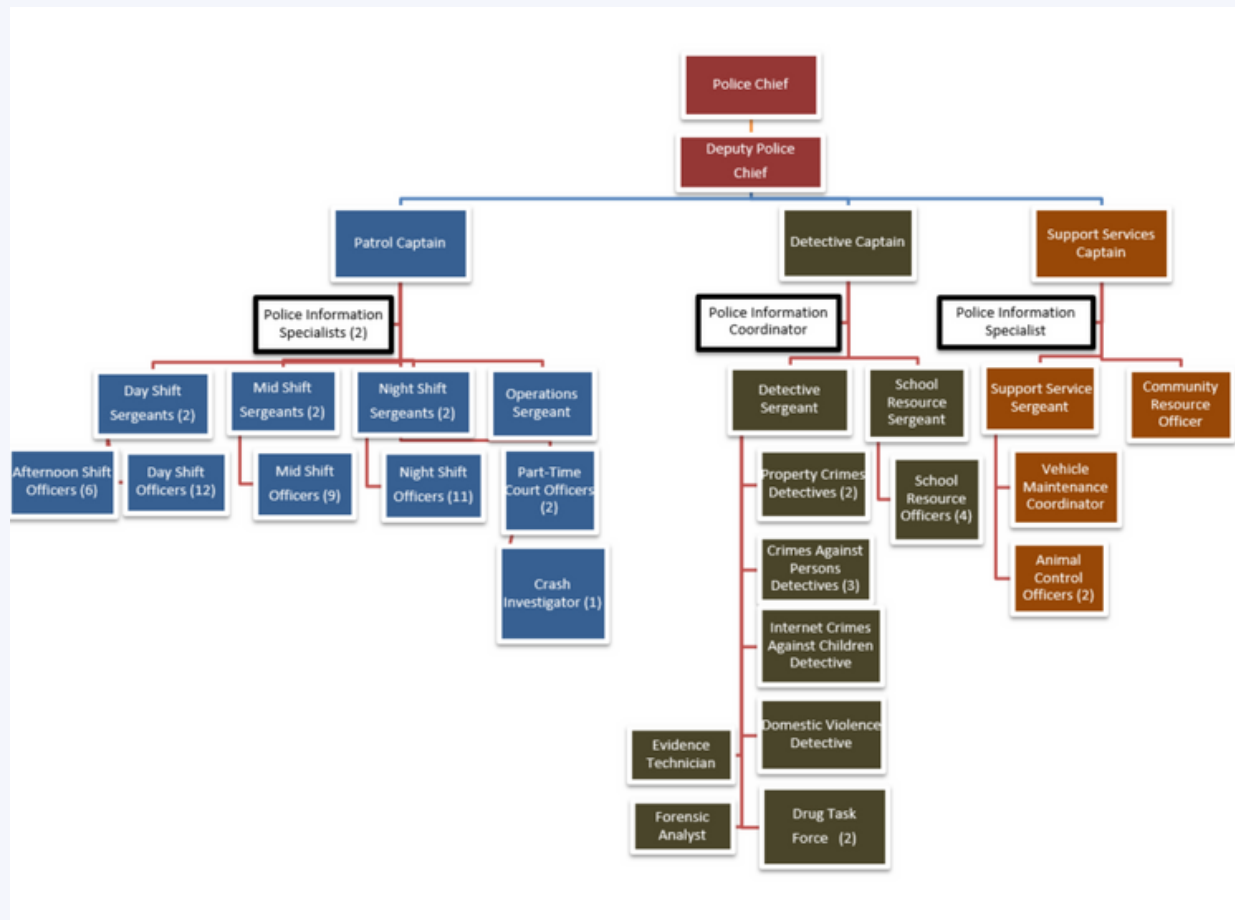 Police Chief
Deputy Police
Chief
Patrol Captain
Detective Captain
Support Services
Captain
Police Information
Specialists (2)
Police Information
Coordinator
Police Information
Specialist
Day Shift
Sergeants (2)
Mid Shift
Sergeants (2)
Night Shift
Sergeants (2)
Operations
Sergeant
Detective
Sergeant
School
Resource
Sergeant
Support Service
Sergeant
Community
Resource
Officer
Afternoon Shift
Officers (6)
Day Shift
Officers (12)
Mid Shift
Officers (9)
Night Shift
Officers (11)
Part-Time
Court Officers
(2)
Property Crimes
Detectives (2)
School
Resource
Officers (4)
Vehicle
Maintenance
Coordinator
Crash
Investigator (1)
Crimes Against
Persons
Detectives (3)
Animal
Control
Officers (2)
Internet Crimes
Against Children
Detective
Domestic Violence
Detective
Evidence
Technician
Forensic
Analyst
Drug Task
Force (2)